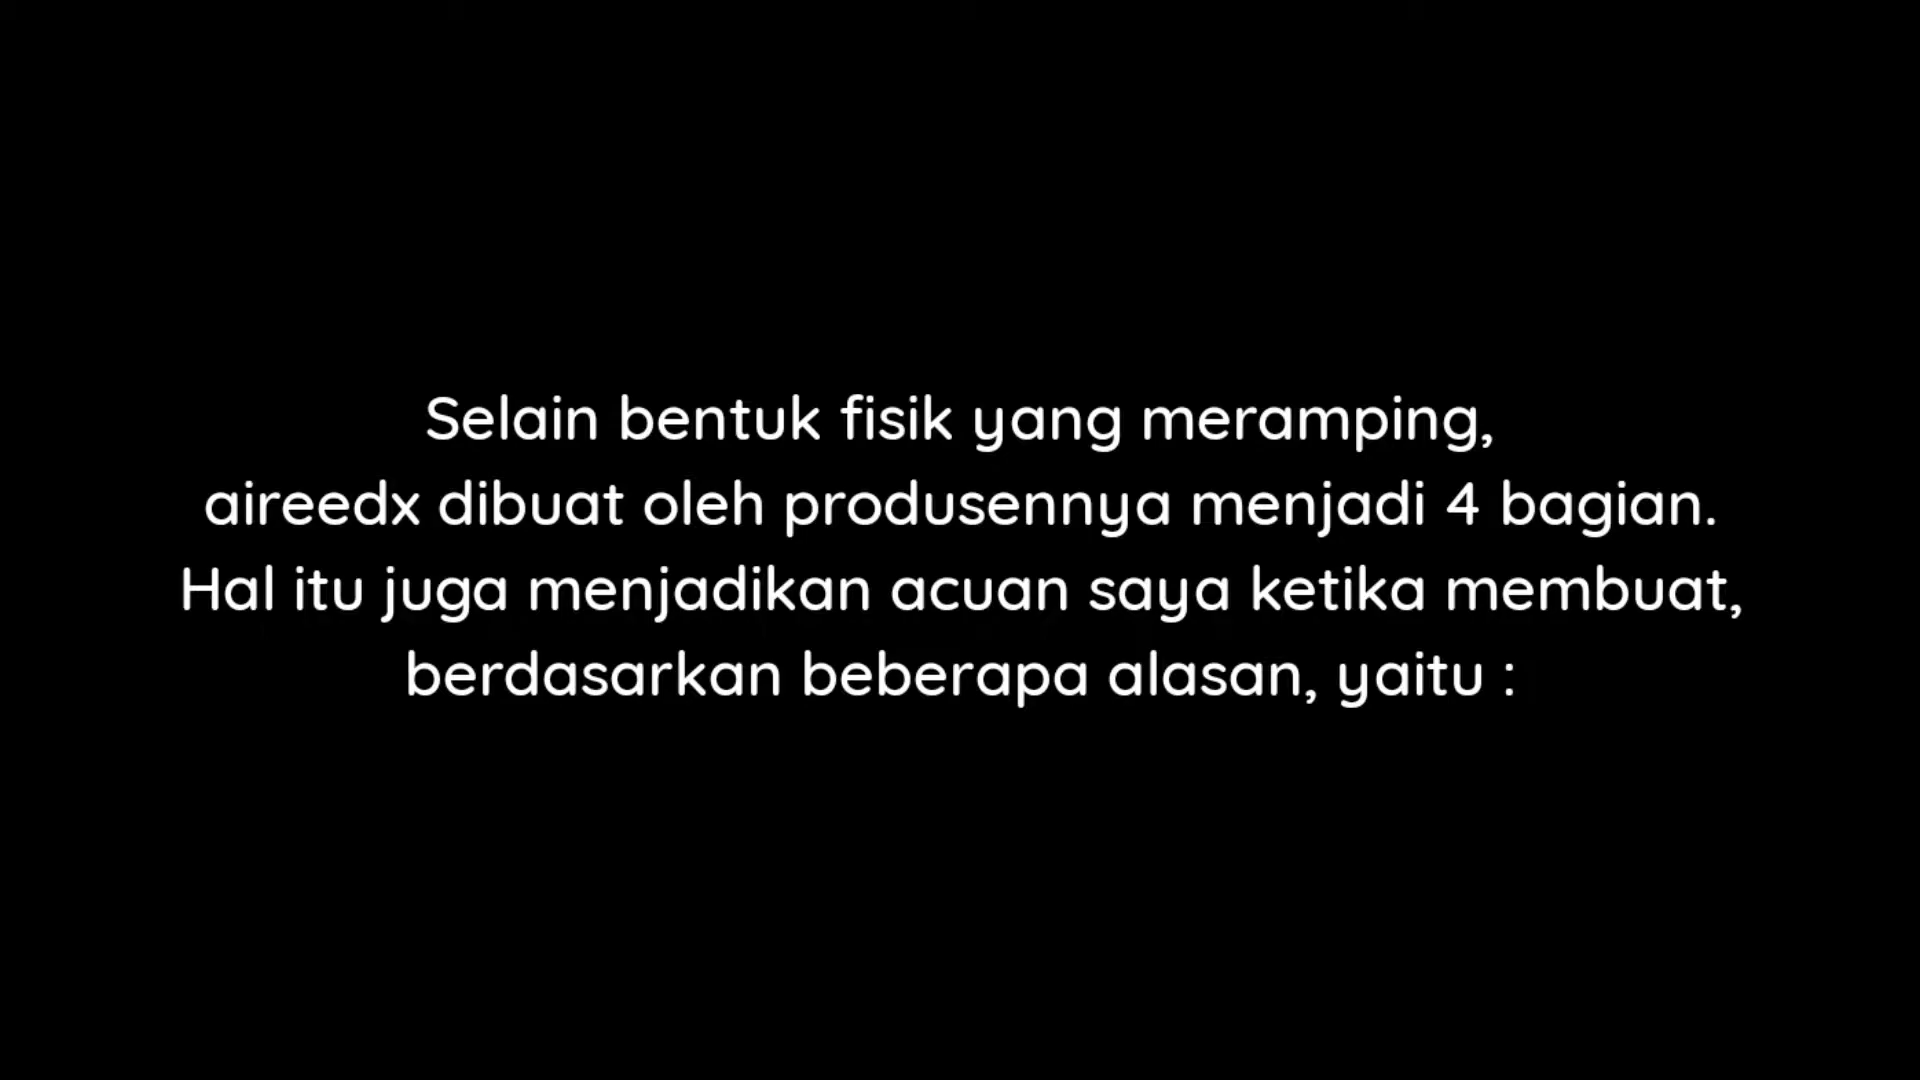 Selain bentuk fisik yang meramping,
aireedx dibuat oleh produsennya menjadi 4 bagian.
Hal itu juga menjadikan acuan saya ketika membuat,
berdasarkan beberapa alasan, yaitu :